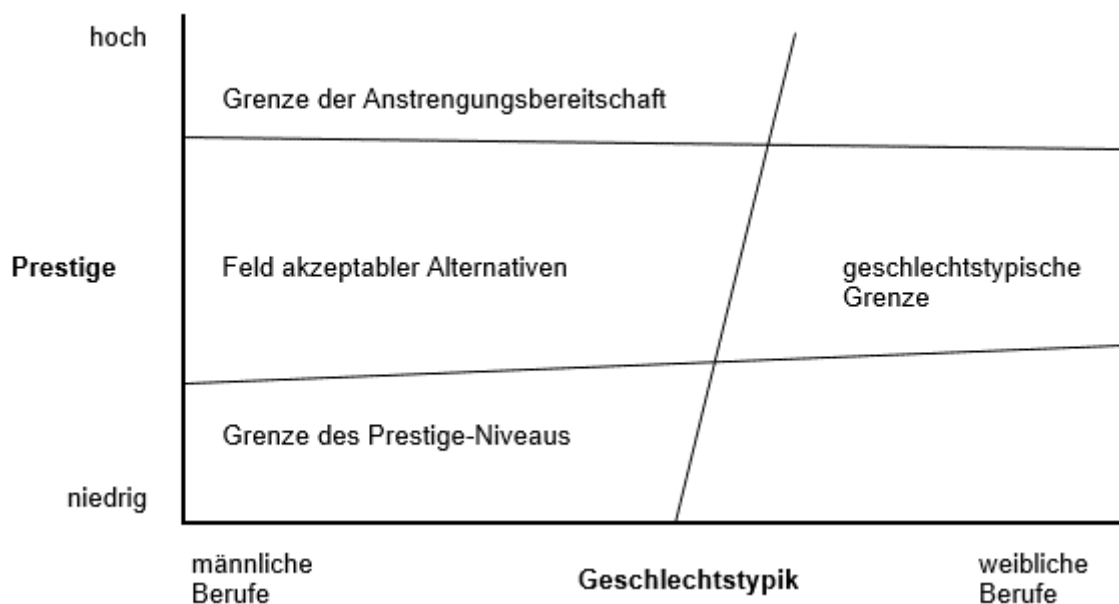 hoch
Grenze der Anstrengungsbereitschaft
Prestige
Feld akzeptabler Alternativen
geschlechtstypische
Grenze
Grenze des Prestige-Niveaus
niedrig
männliche
Berufe
Geschlechtstypik
weibliche
Berufe